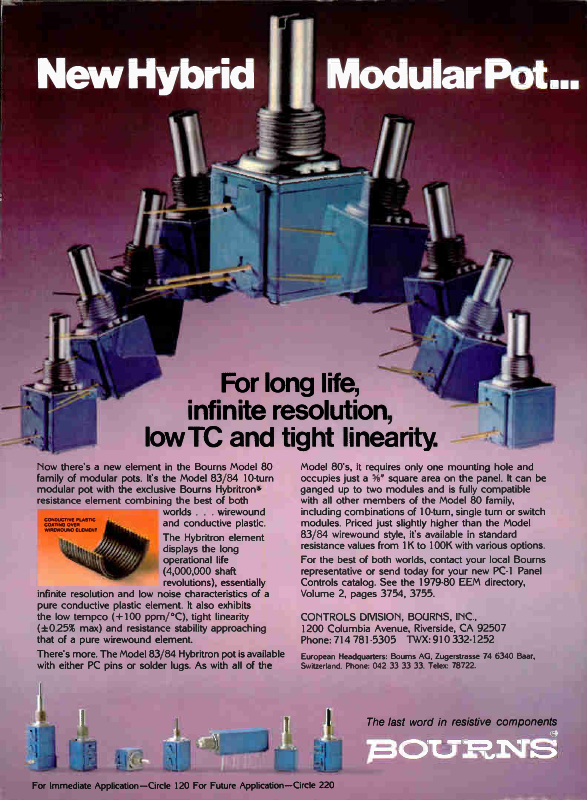 New Hybrid Modular Pot...
For long life,
infinite resolution,
low TC and tight linearity.
Now there's a new element in the Bourns Model 80
family of modular pots. It's the Model 83/84 10-turn
modular pot with the exclusive Bourns Hybritron*
resistance element combining the best of both
worlds . . . wirewound
and conductive plastic.
CONDUCTIVE PLASTIC
COATING OVER
WIREWOUND ELEMENT
The Hybritron element
displays the long
operational life
(4,000,000 shaft
revolutions), essentially
infinite resolution and low noise characteristics of a
pure conductive plastic element. It also exhibits
the low tempco (+100 ppm/°C), tight linearity
(±0.25% max) and resistance stability approaching
that of a pure wirewound element.
There's more. The Model 83/84 Hybritron pot is available
with either PC pins or solder lugs. As with all of the
Model 80's, it requires only one mounting hole and
occupies just a ⅝" square area on the panel. It can be
ganged up to two modules and is fully compatible
with all other members of the Model 80 family,
including combinations of 10-turn, single turn or switch
modules. Priced just slightly higher than the Model
83/84 wirewound style, it's available in standard
resistance values from 1K to 100K with various options.
For the best of both worlds, contact your local Bourns
representative or send today for your new PC-1 Panel
Controls catalog. See the 1979-80 EEM directory,
Volume 2, pages 3754, 3755.
CONTROLS DIVISION, BOURNS, INC.,
1200 Columbia Avenue, Riverside, CA 92507
Phone: 714 781-5305 TWX: 910 332-1252
European Headquarters: Bourns AG, Zugerstrasse 74 6340 Baar,
Switzerland. Phone: 042 33 33 33. Telex: 78722.
The last word in resistive components
BOURNS®
For Immediate Application—Circle 120 For Future Application—Circle 220